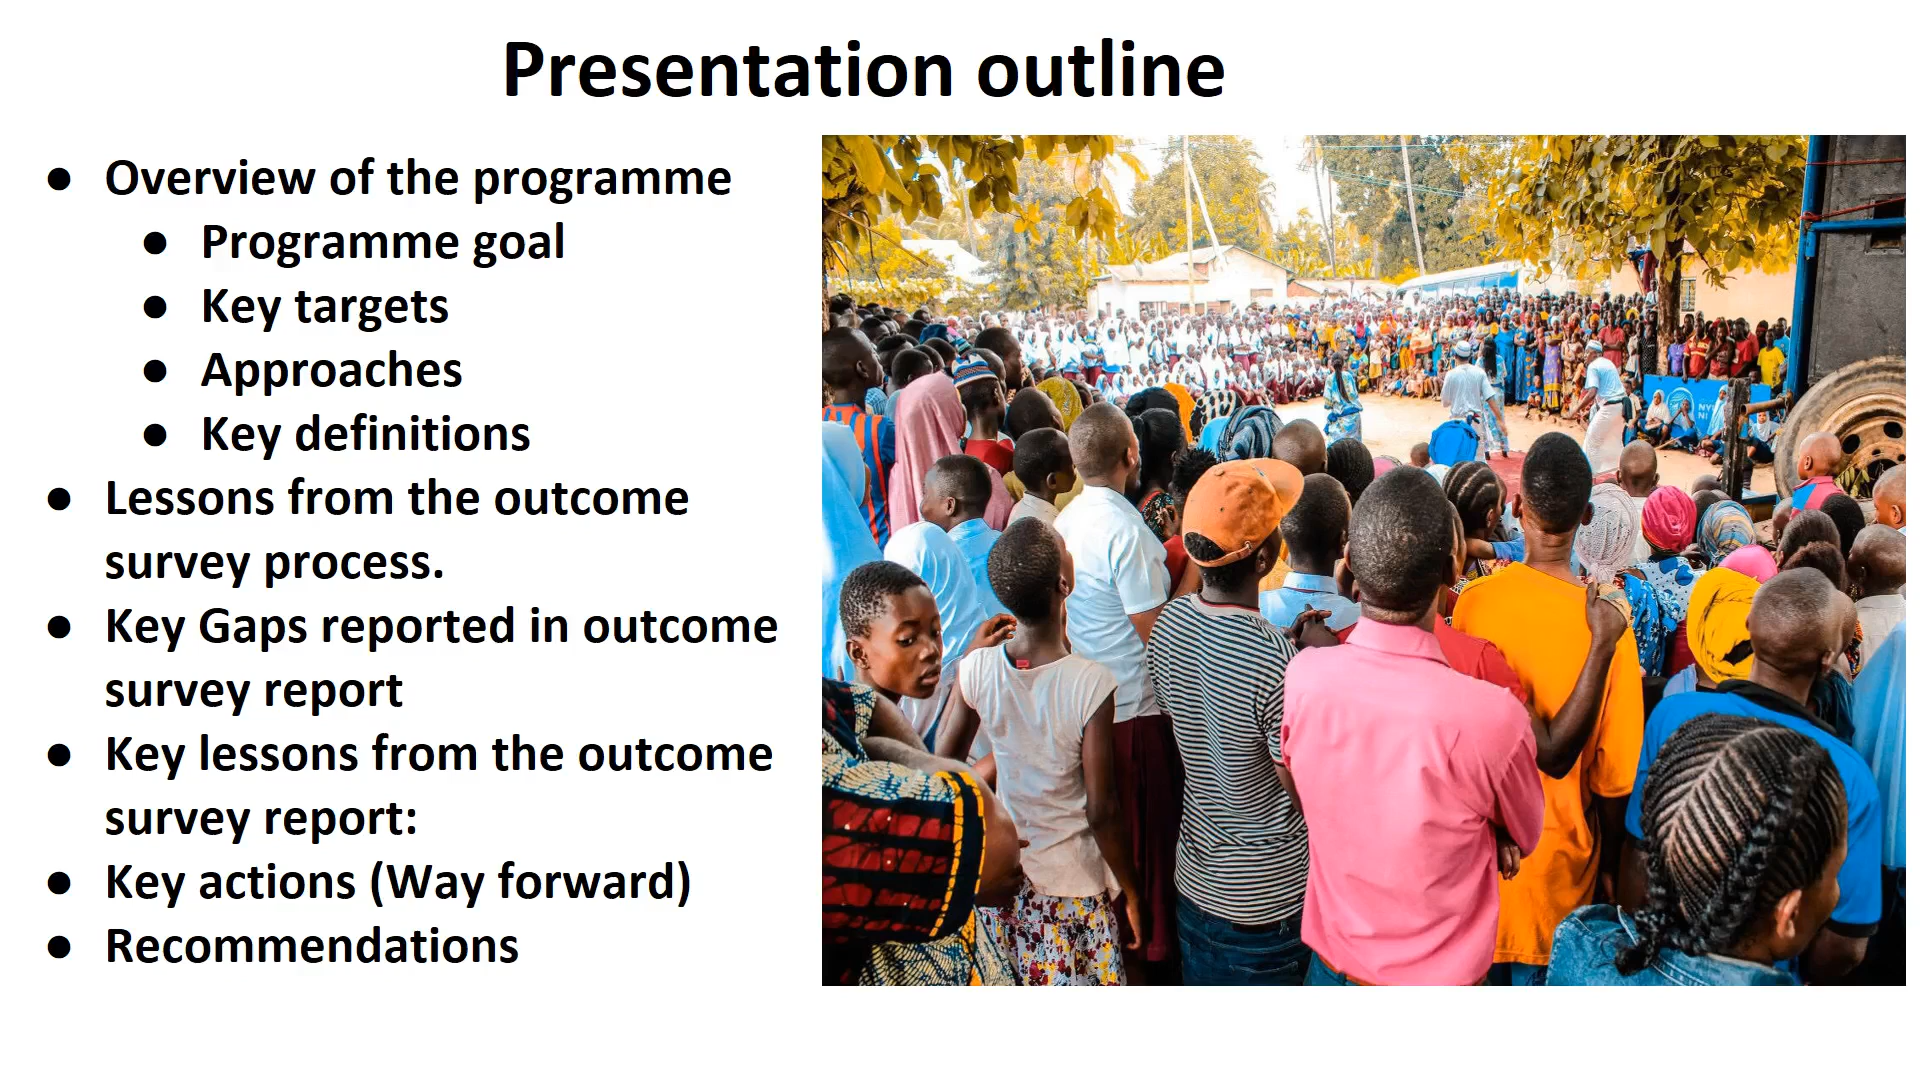 Presentation outline
● Overview of the programme
● Programme goal
● Key targets
● Approaches
● Key definitions
● Lessons from the outcome
survey process.
● Key Gaps reported in outcome
survey report
● Key lessons from the outcome
survey report:
● Key actions (Way forward)
● Recommendations